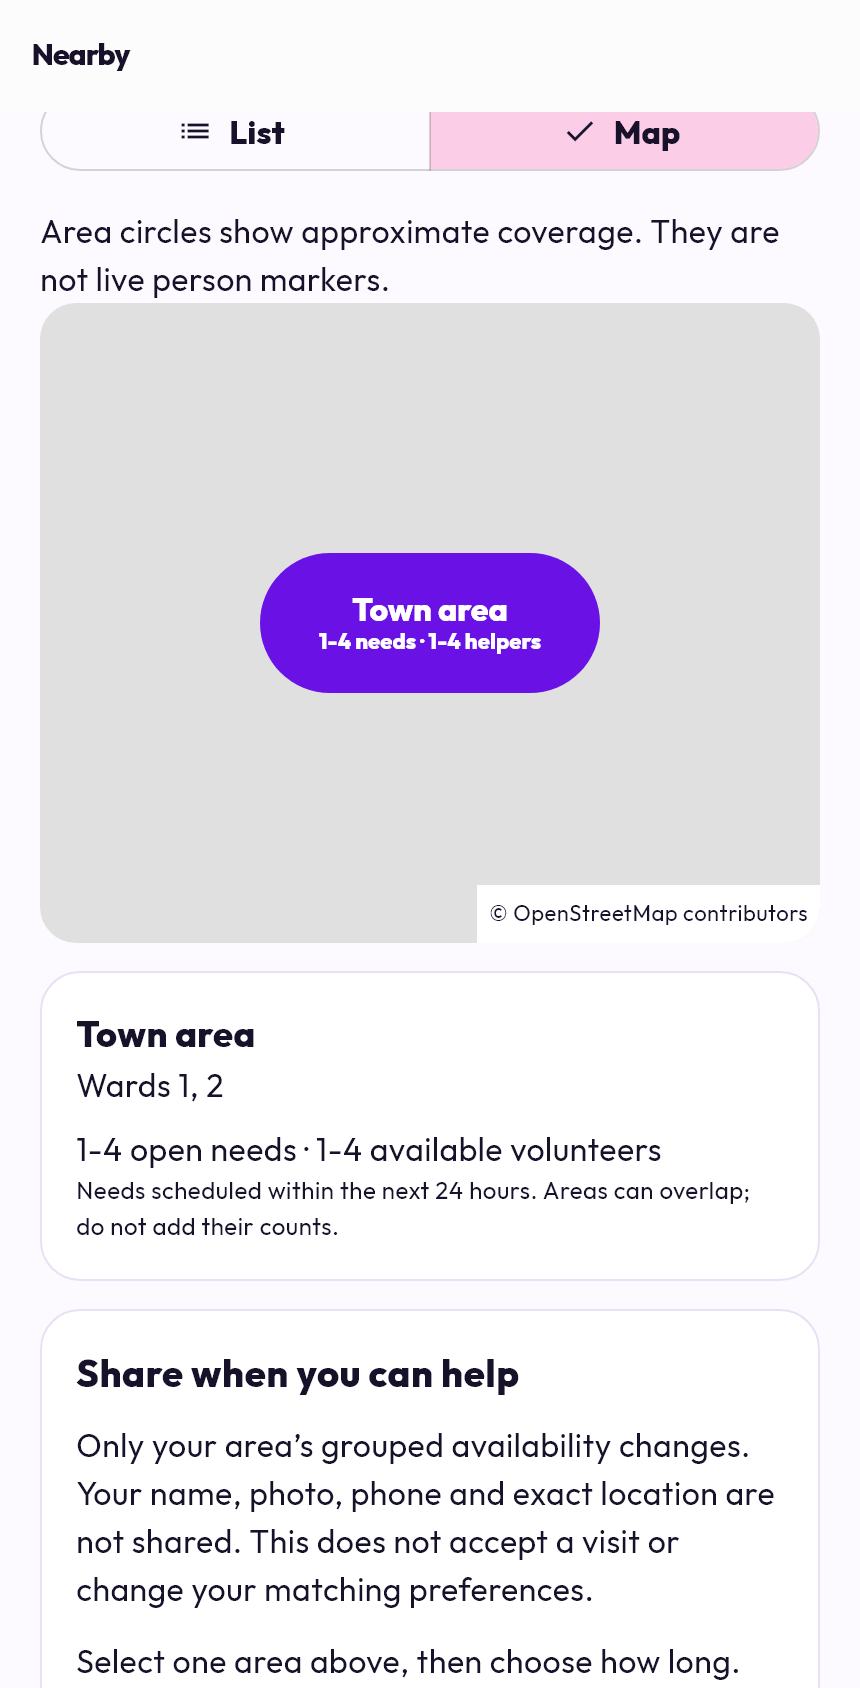 Nearby
List
Map
Area circles show approximate coverage. They are
not live person markers.
Town area
1-4 needs · 1-4 helpers
© OpenStreetMap contributors
Town area
Wards 1, 2
1-4 open needs · 1-4 available volunteers
Needs scheduled within the next 24 hours. Areas can overlap;
do not add their counts.
Share when you can help
Only your area’s grouped availability changes.
Your name, photo, phone and exact location are
not shared. This does not accept a visit or
change your matching preferences.
Select one area above, then choose how long.